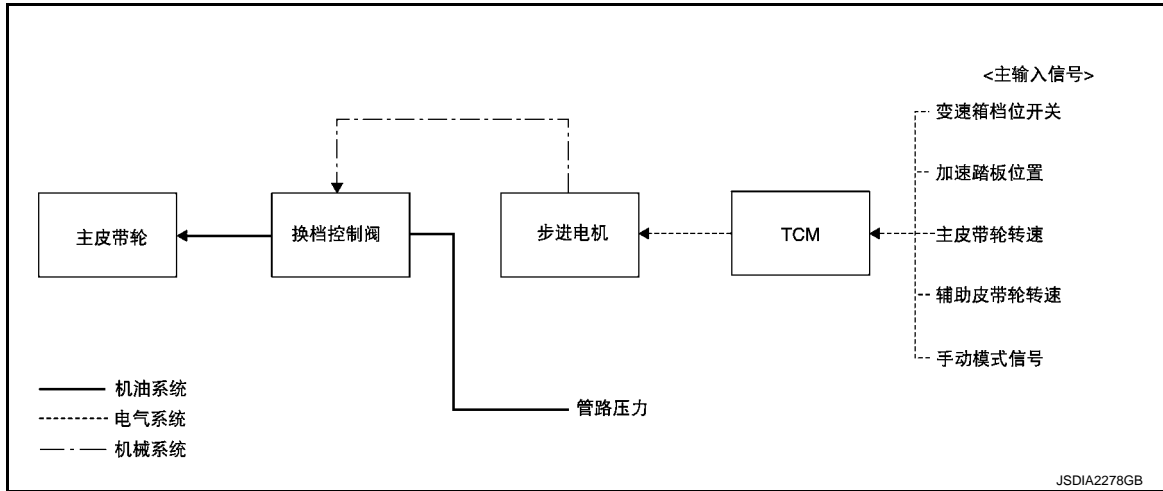 <主输入信号>
变速箱档位开关
加速踏板位置
主皮带轮
换档控制阀
步进电机
TCM
主皮带轮转速
辅助皮带轮转速
手动模式信号
机油系统
管路压力
电气系统
机械系统
JSDIA2278GB